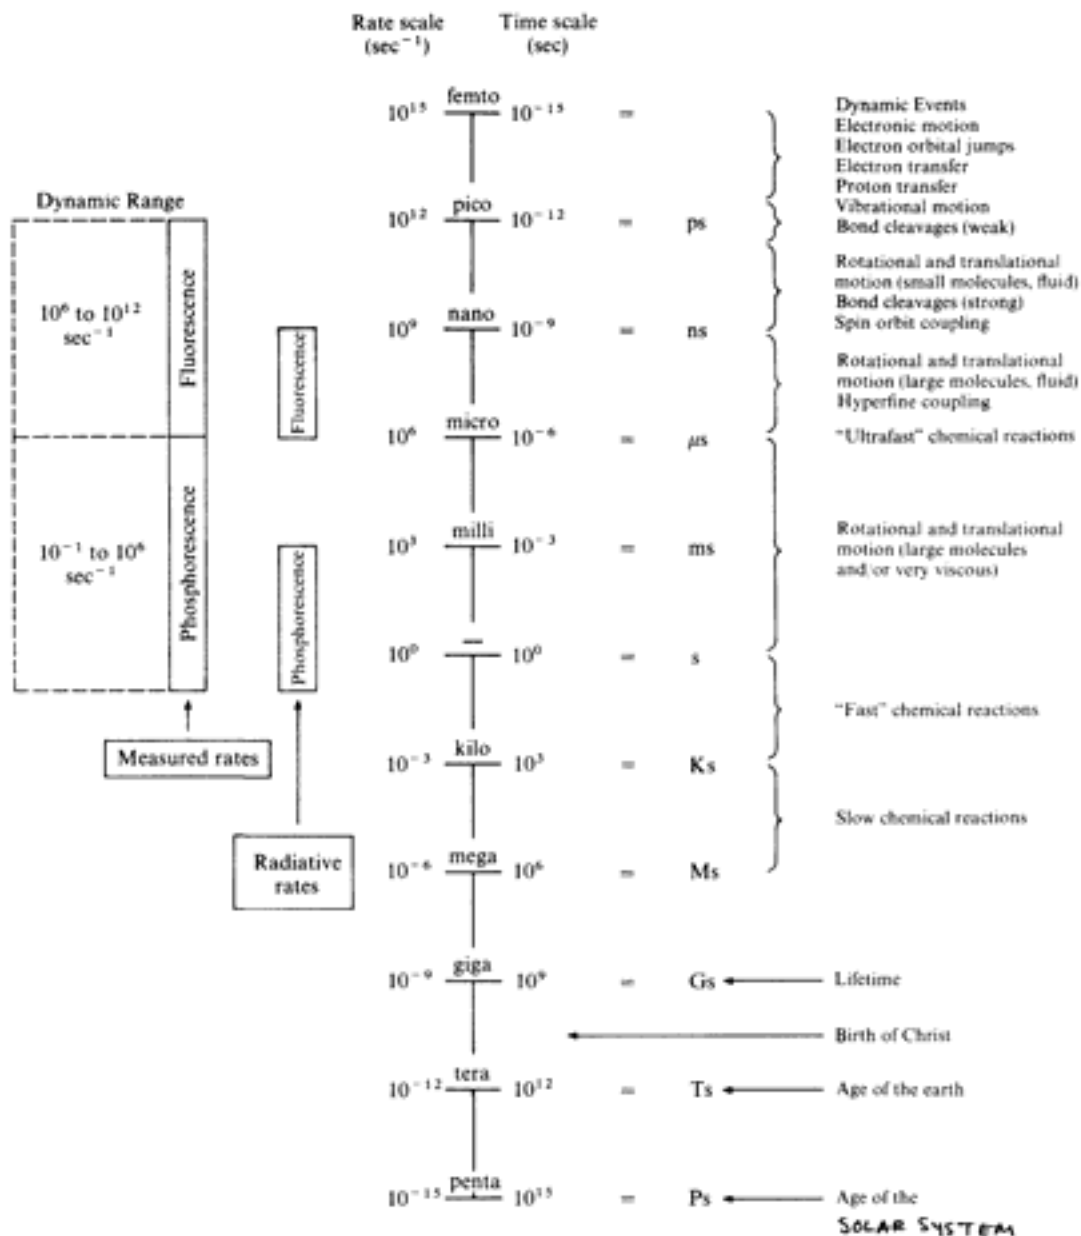 Rate scale Time scale
(sec⁻¹) (sec)
femto
10¹⁵ 10⁻¹⁵ =
Dynamic Events
Electronic motion
Electron orbital jumps
Electron transfer
Proton transfer
Dynamic Range
pico
10¹² 10⁻¹² = ps
Vibrational motion
Bond cleavages (weak)
10⁶ to 10¹²
sec⁻¹
Fluorescence
Rotational and translational
motion (small molecules, fluid)
Bond cleavages (strong)
Spin orbit coupling
nano
10⁹ 10⁻⁹ = ns
Fluorescence
Rotational and translational
motion (large molecules, fluid)
Hyperfine coupling
micro
10⁶ 10⁻⁶ = μs
"Ultrafast" chemical reactions
10⁻¹ to 10⁶
sec⁻¹
Phosphorescence
milli
10³ 10⁻³ = ms
Rotational and translational
motion (large molecules
and/or very viscous)
Phosphorescence
—
10⁰ 10⁰ = s
"Fast" chemical reactions
Measured rates
kilo
10⁻³ 10³ = Ks
Slow chemical reactions
Radiative
rates
mega
10⁻⁶ 10⁶ = Ms
giga
10⁻⁹ 10⁹ = Gs Lifetime
Birth of Christ
tera
10⁻¹² 10¹² = Ts Age of the earth
penta
10⁻¹⁵ 10¹⁵ = Ps Age of the
SOLAR SYSTEM